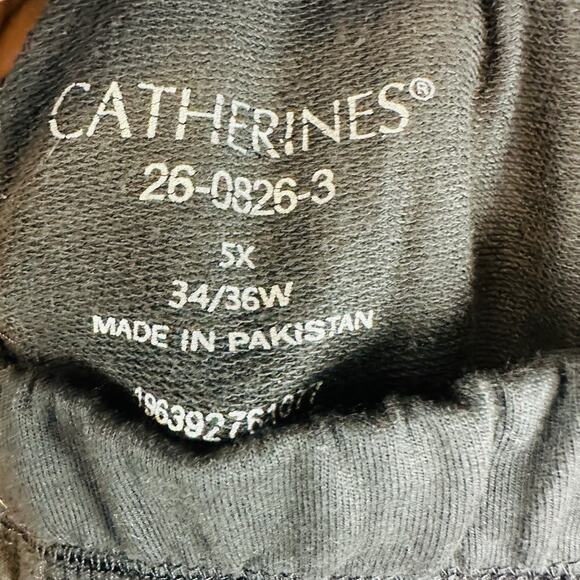 CATHERINES®
26-0826-3
5X
34/36W
MADE IN PAKISTAN